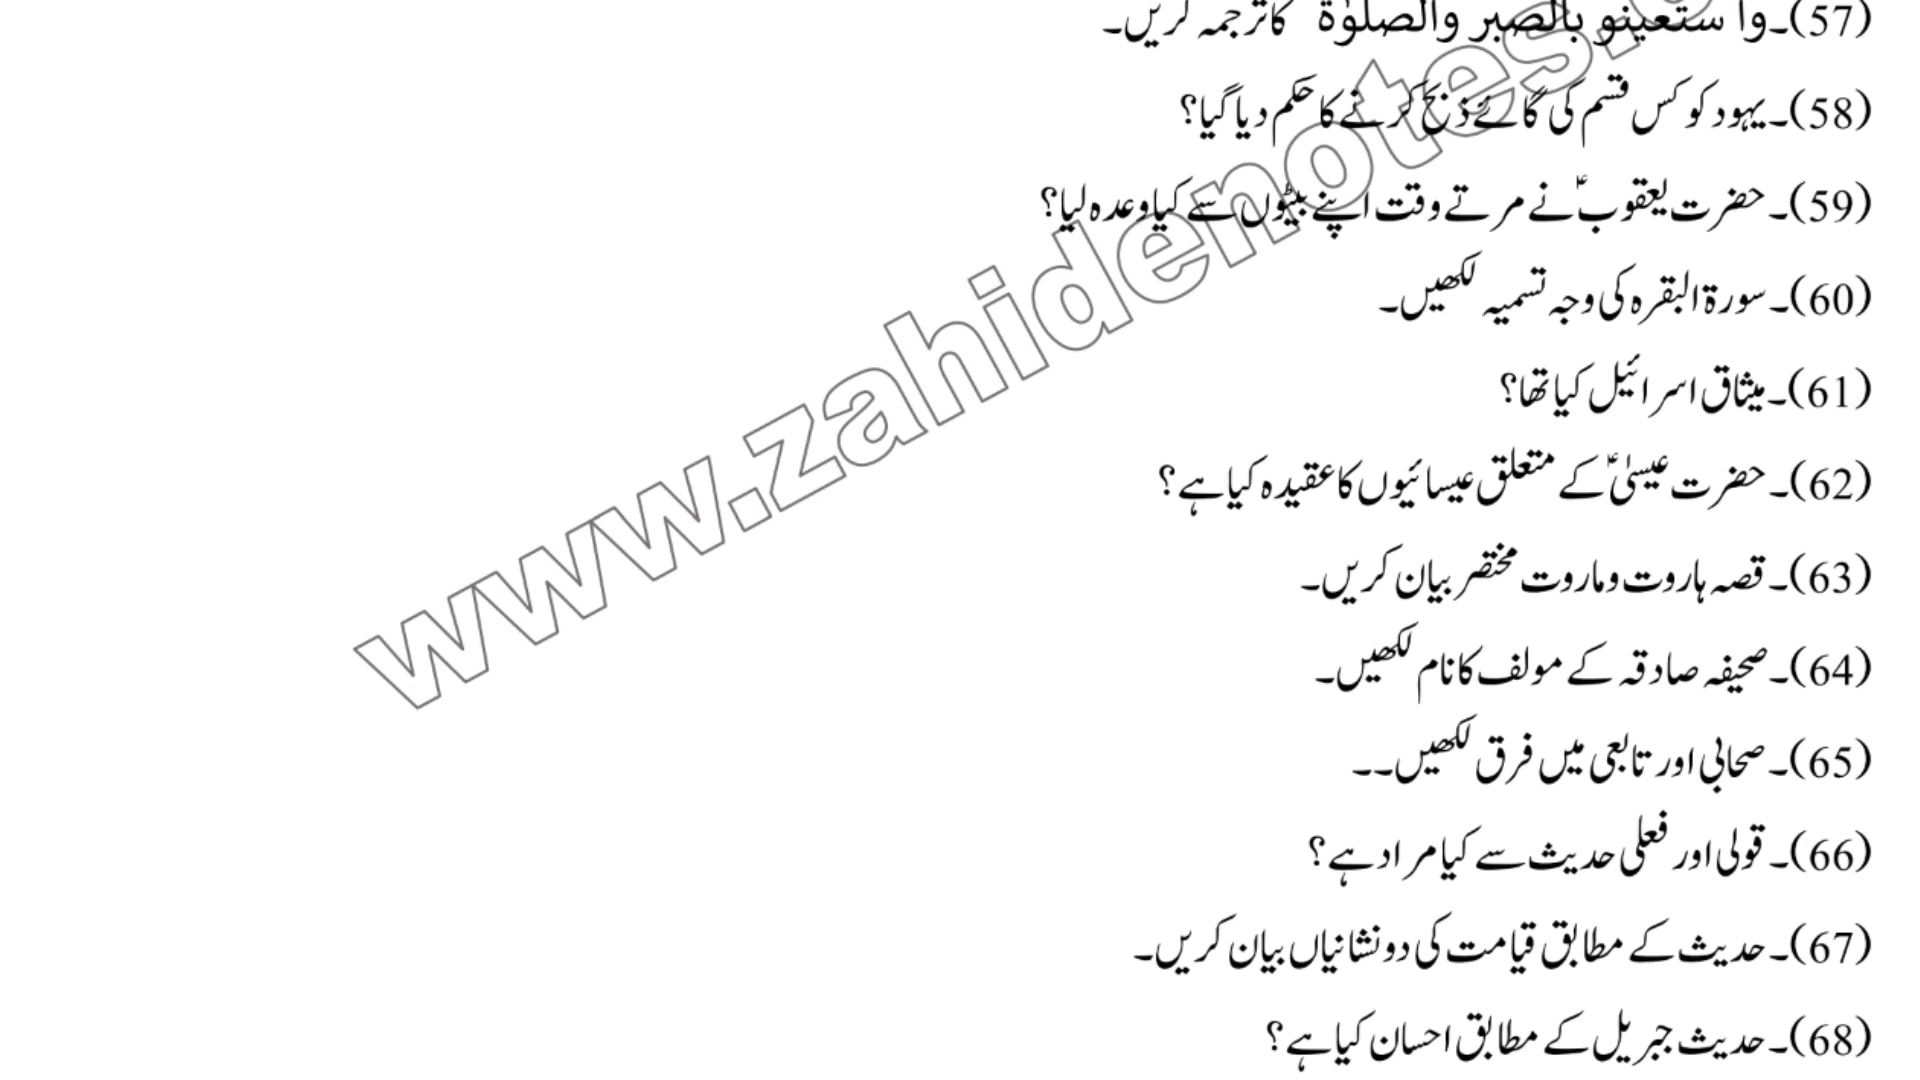 (57)۔وا ستعینو بالصبر والصلوٰۃ کا ترجمہ کریں۔
(58)۔یہود کو کس قسم کی گائے ذبح کرنے کا حکم دیا گیا؟
(59)۔ حضرت یعقوبؑ نے مرتے وقت اپنے بیٹوں سے کیا وعدہ لیا؟
(60)۔ سورۃ البقرہ کی وجہ تسمیہ لکھیں۔
(61)۔میثاق اسرائیل کیا تھا؟
(62)۔ حضرت عیسیٰؑ کے متعلق عیسائیوں کا عقیدہ کیا ہے؟
(63)۔ قصہ ہاروت و ماروت مختصر بیان کریں۔
(64)۔صحیفہ صادقہ کے مولف کا نام لکھیں۔
(65)۔ صحابی اور تابعی میں فرق لکھیں۔۔
(66)۔ قولی اور فعلی حدیث سے کیا مراد ہے؟
(67)۔حدیث کے مطابق قیامت کی دو نشانیاں بیان کریں۔
(68)۔حدیث جبریل کے مطابق احسان کیا ہے؟
www.zahidenotes.